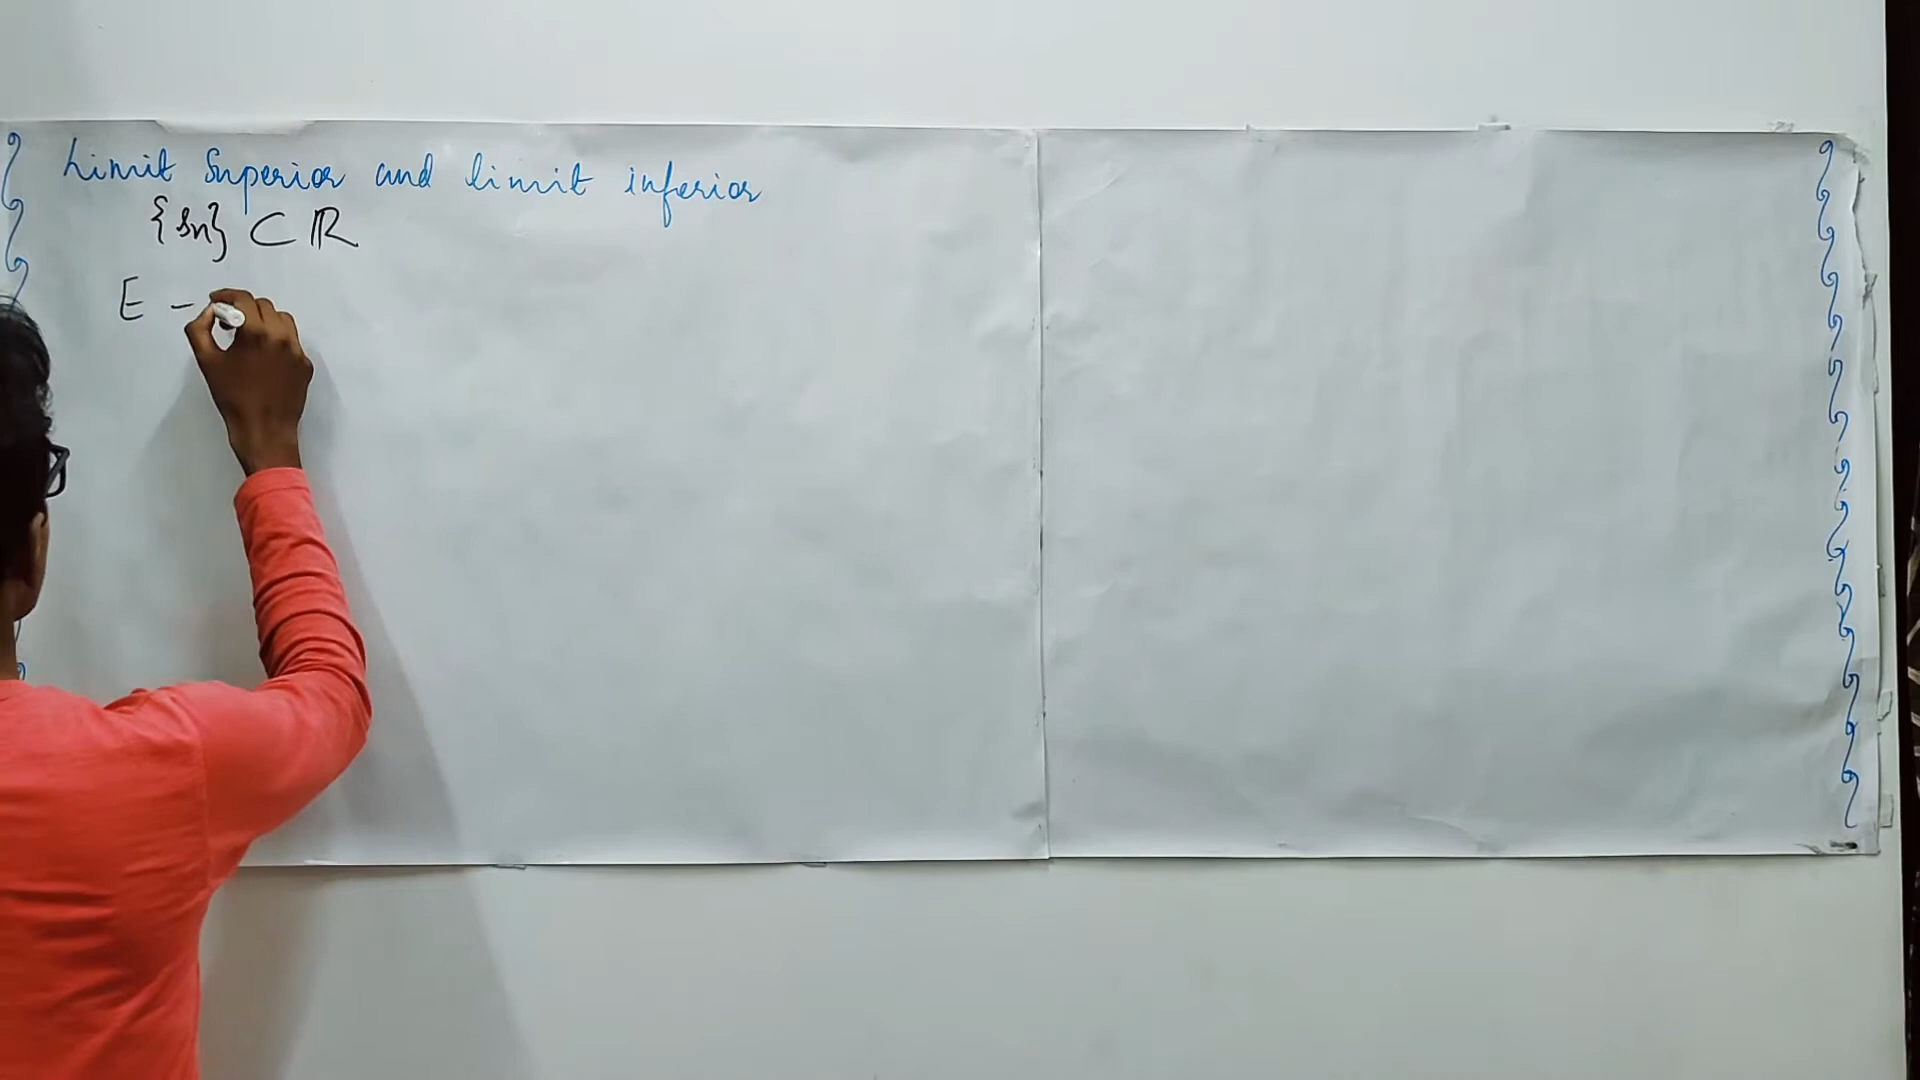 Limit Superior and limit inferior
{sn} ⊂ ℝ
E -